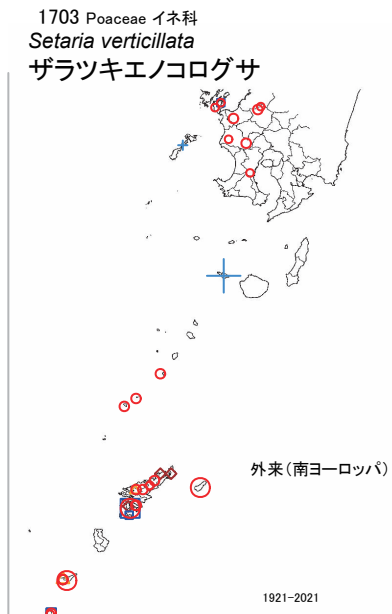 1703 Poaceae イネ科
Setaria verticillata
ザラツキエノコログサ
外来(南ヨーロッパ)
1921-2021